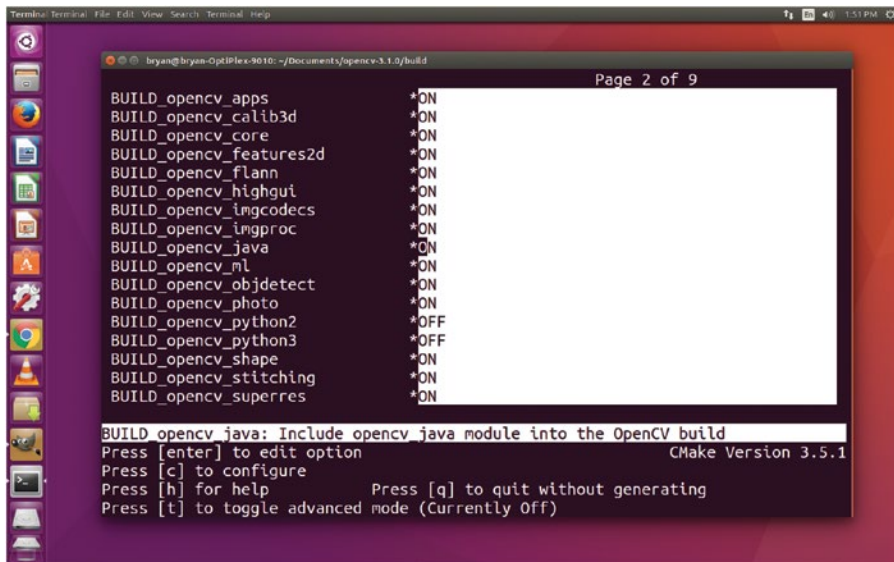 Terminal Terminal File Edit View Search Terminal Help En 1:51 PM
bryan@bryan-OptiPlex-9010: ~/Documents/opencv-3.1.0/build
Page 2 of 9
BUILD_opencv_apps *ON
BUILD_opencv_calib3d *ON
BUILD_opencv_core *ON
BUILD_opencv_features2d *ON
BUILD_opencv_flann *ON
BUILD_opencv_highgui *ON
BUILD_opencv_imgcodecs *ON
BUILD_opencv_imgproc *ON
BUILD_opencv_java *ON
BUILD_opencv_ml *ON
BUILD_opencv_objdetect *ON
BUILD_opencv_photo *ON
BUILD_opencv_python2 *OFF
BUILD_opencv_python3 *OFF
BUILD_opencv_shape *ON
BUILD_opencv_stitching *ON
BUILD_opencv_superres *ON
BUILD_opencv_java: Include opencv_java module into the OpenCV build
Press [enter] to edit option CMake Version 3.5.1
Press [c] to configure
Press [h] for help Press [q] to quit without generating
Press [t] to toggle advanced mode (Currently Off)